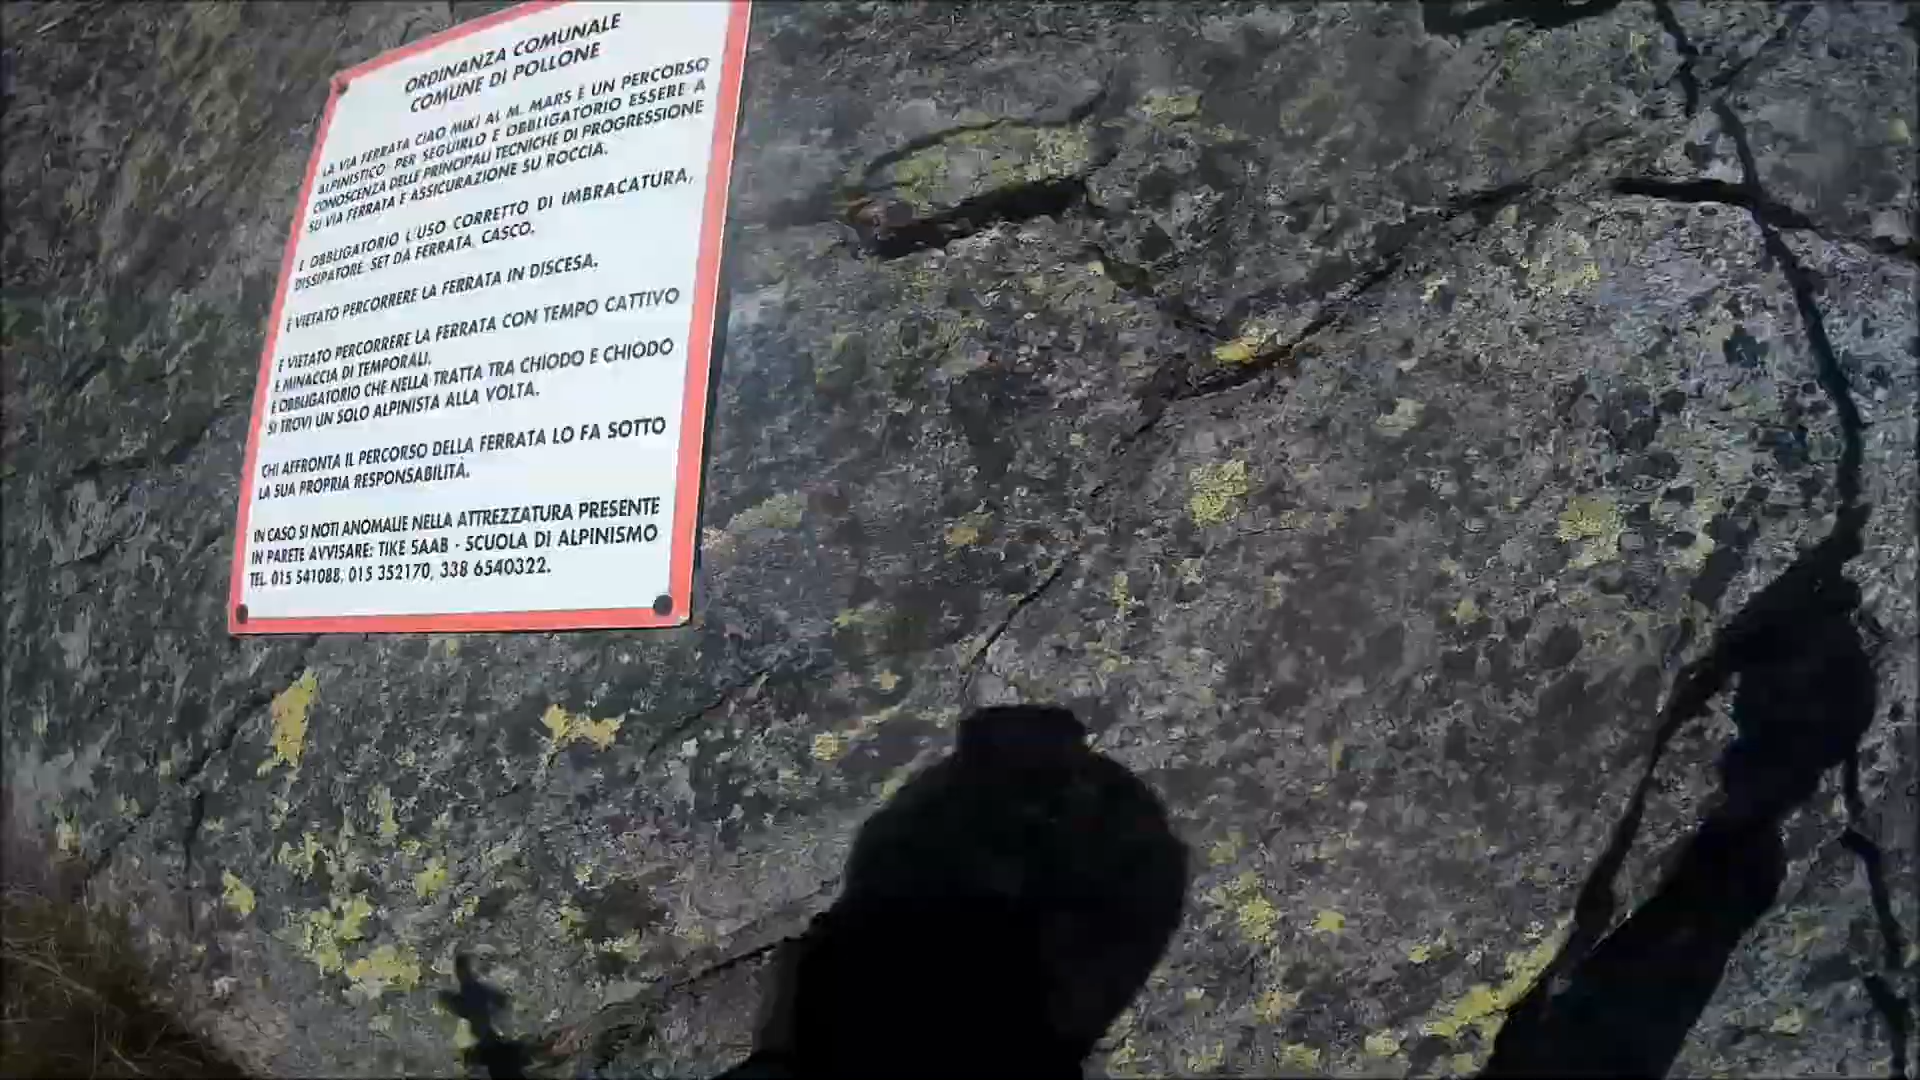 ORDINANZA COMUNALE
COMUNE DI POLLONE
LA VIA FERRATA CIAO MIKI AL M. MARS È UN PERCORSO
ALPINISTICO. PER SEGUIRLO È OBBLIGATORIO ESSERE A
CONOSCENZA DELLE PRINCIPALI TECNICHE DI PROGRESSIONE
SU VIA FERRATA E ASSICURAZIONE SU ROCCIA.
È OBBLIGATORIO L'USO CORRETTO DI IMBRACATURA,
DISSIPATORE, SET DA FERRATA, CASCO.
È VIETATO PERCORRERE LA FERRATA IN DISCESA.
È VIETATO PERCORRERE LA FERRATA CON TEMPO CATTIVO
E MINACCIA DI TEMPORALI.
È OBBLIGATORIO CHE NELLA TRATTA TRA CHIODO E CHIODO
SI TROVI UN SOLO ALPINISTA ALLA VOLTA.
CHI AFFRONTA IL PERCORSO DELLA FERRATA LO FA SOTTO
LA SUA PROPRIA RESPONSABILITÀ.
IN CASO SI NOTI ANOMALIE NELLA ATTREZZATURA PRESENTE
IN PARETE AVVISARE: TIKE SAAB - SCUOLA DI ALPINISMO
TEL. 015 541088, 015 352170, 338 6540322.